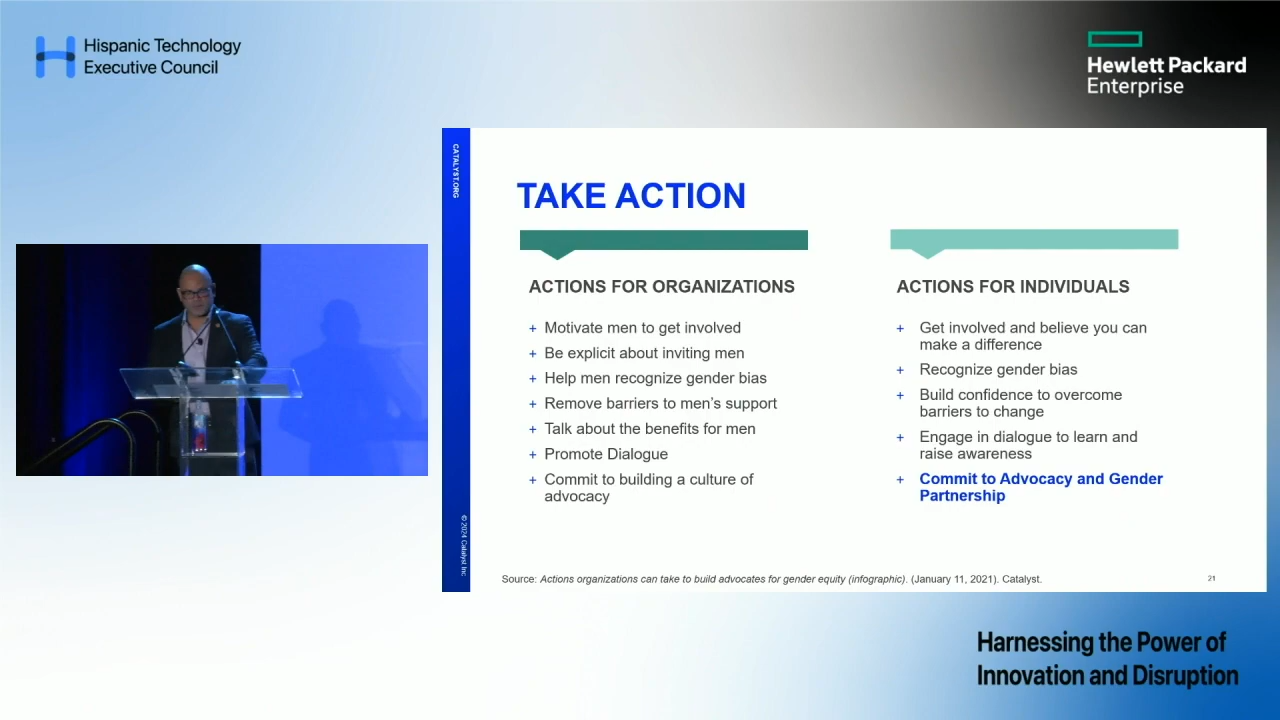 Hispanic Technology
Executive Council
Hewlett Packard
Enterprise
CATALYST.ORG
TAKE ACTION
ACTIONS FOR ORGANIZATIONS
+ Motivate men to get involved
+ Be explicit about inviting men
+ Help men recognize gender bias
+ Remove barriers to men's support
+ Talk about the benefits for men
+ Promote Dialogue
+ Commit to building a culture of
advocacy
ACTIONS FOR INDIVIDUALS
+ Get involved and believe you can
make a difference
+ Recognize gender bias
+ Build confidence to overcome
barriers to change
+ Engage in dialogue to learn and
raise awareness
+ Commit to Advocacy and Gender
Partnership
© 2024 Catalyst Inc
Source: Actions organizations can take to build advocates for gender equity (infographic). (January 11, 2021). Catalyst.
21
Harnessing the Power of
Innovation and Disruption